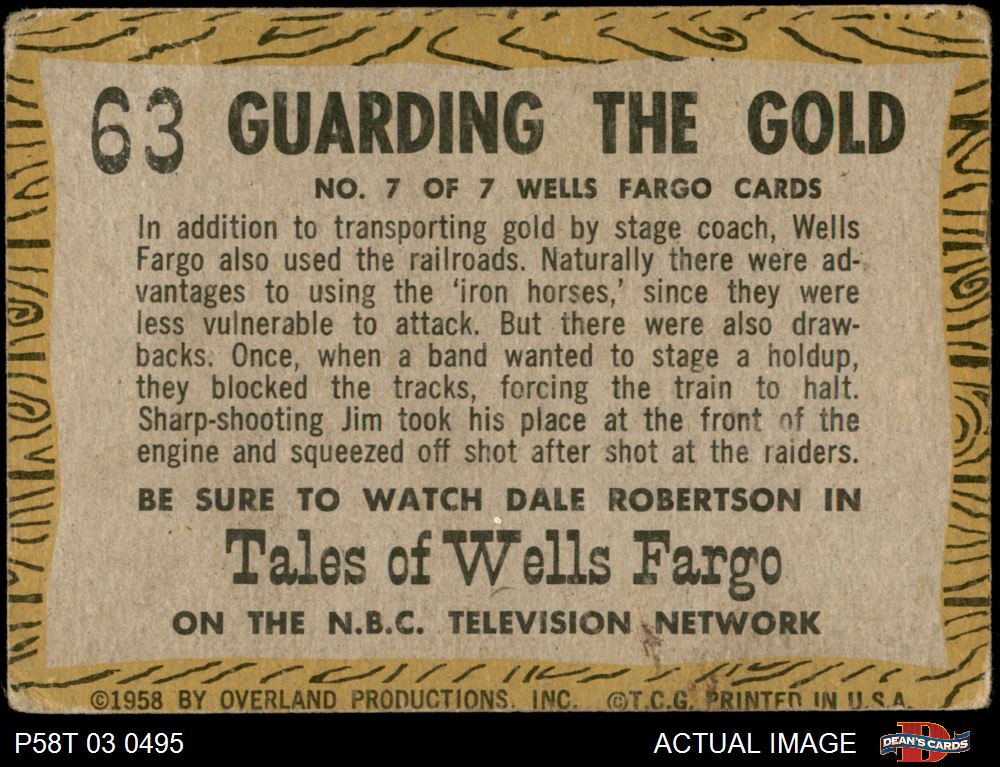 63 GUARDING THE GOLD
NO. 7 OF 7 WELLS FARGO CARDS
In addition to transporting gold by stage coach, Wells
Fargo also used the railroads. Naturally there were ad-
vantages to using the ‘iron horses,’ since they were
less vulnerable to attack. But there were also draw-
backs. Once, when a band wanted to stage a holdup,
they blocked the tracks, forcing the train to halt.
Sharp-shooting Jim took his place at the front of the
engine and squeezed off shot after shot at the raiders.
BE SURE TO WATCH DALE ROBERTSON IN
Tales of Wells Fargo
ON THE N.B.C. TELEVISION NETWORK
©1958 BY OVERLAND PRODUCTIONS, INC. ©T.C.G. PRINTED IN U.S.A.
P58T 03 0495 ACTUAL IMAGE DEAN'S CARDS